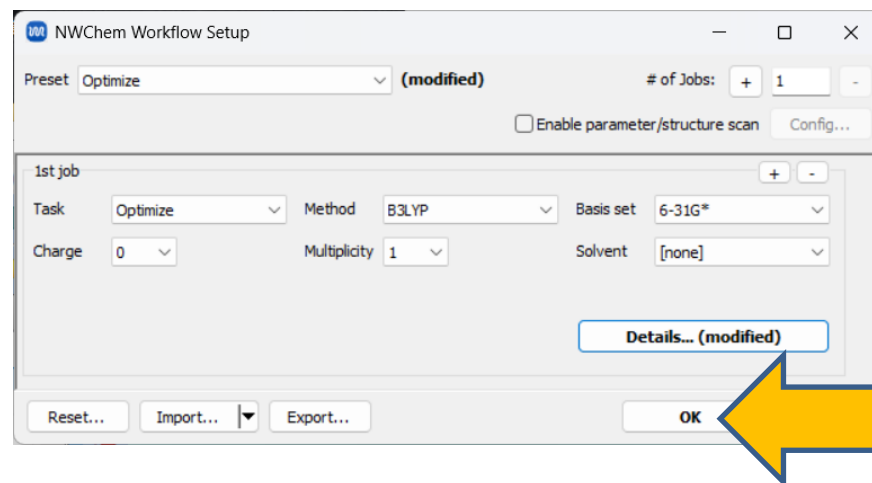 NWChem Workflow Setup
Preset Optimize (modified) # of Jobs: + 1 -
Enable parameter/structure scan Config...
1st job + -
Task Optimize Method B3LYP Basis set 6-31G*
Charge 0 Multiplicity 1 Solvent [none]
Details... (modified)
Reset... Import... Export... OK